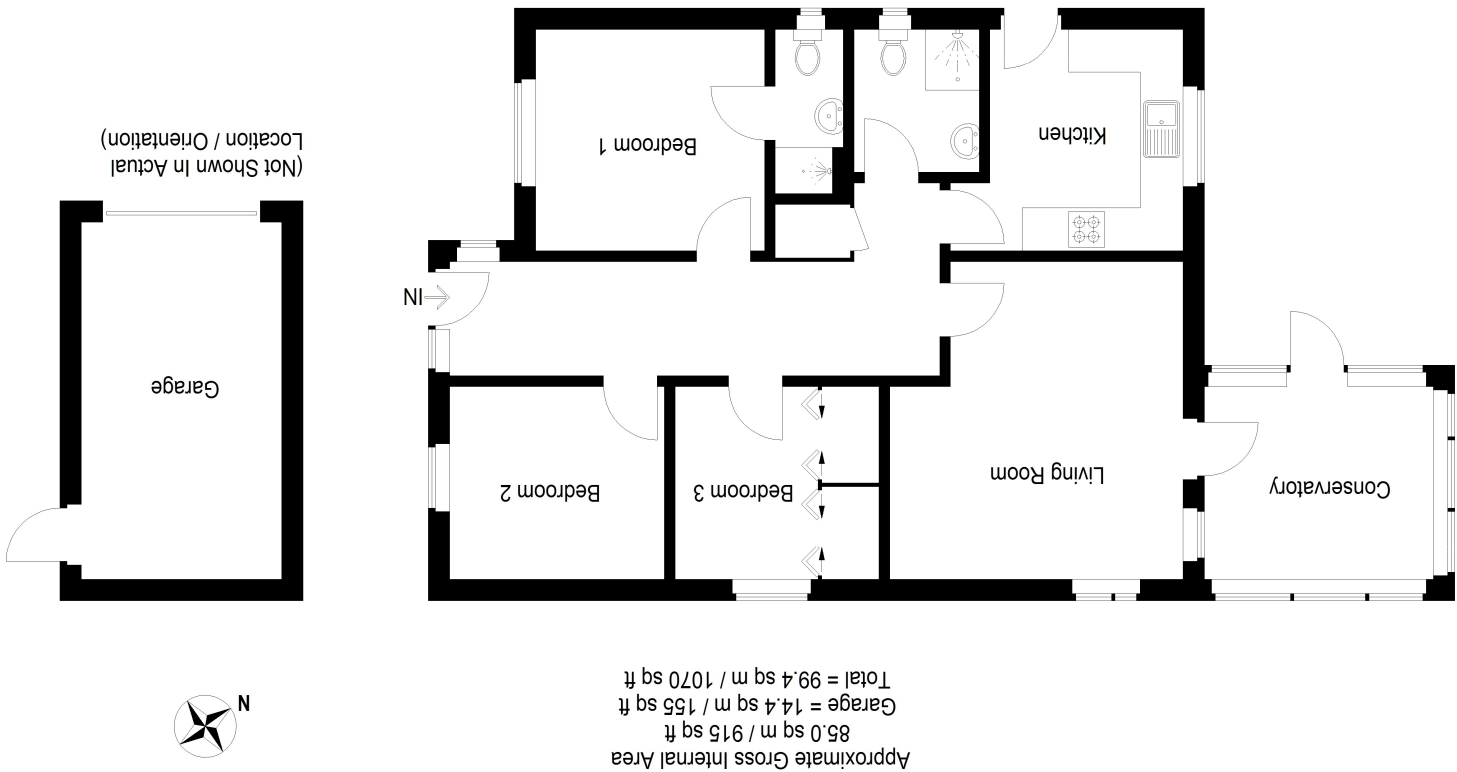 Approximate Gross Internal Area
85.0 sq m / 915 sq ft
Garage = 14.4 sq m / 155 sq ft
Total = 99.4 sq m / 1070 sq ft
N
Conservatory
Living Room
Bedroom 3
Bedroom 2
Garage
IN
Kitchen
Bedroom 1
(Not Shown In Actual
Location / Orientation)